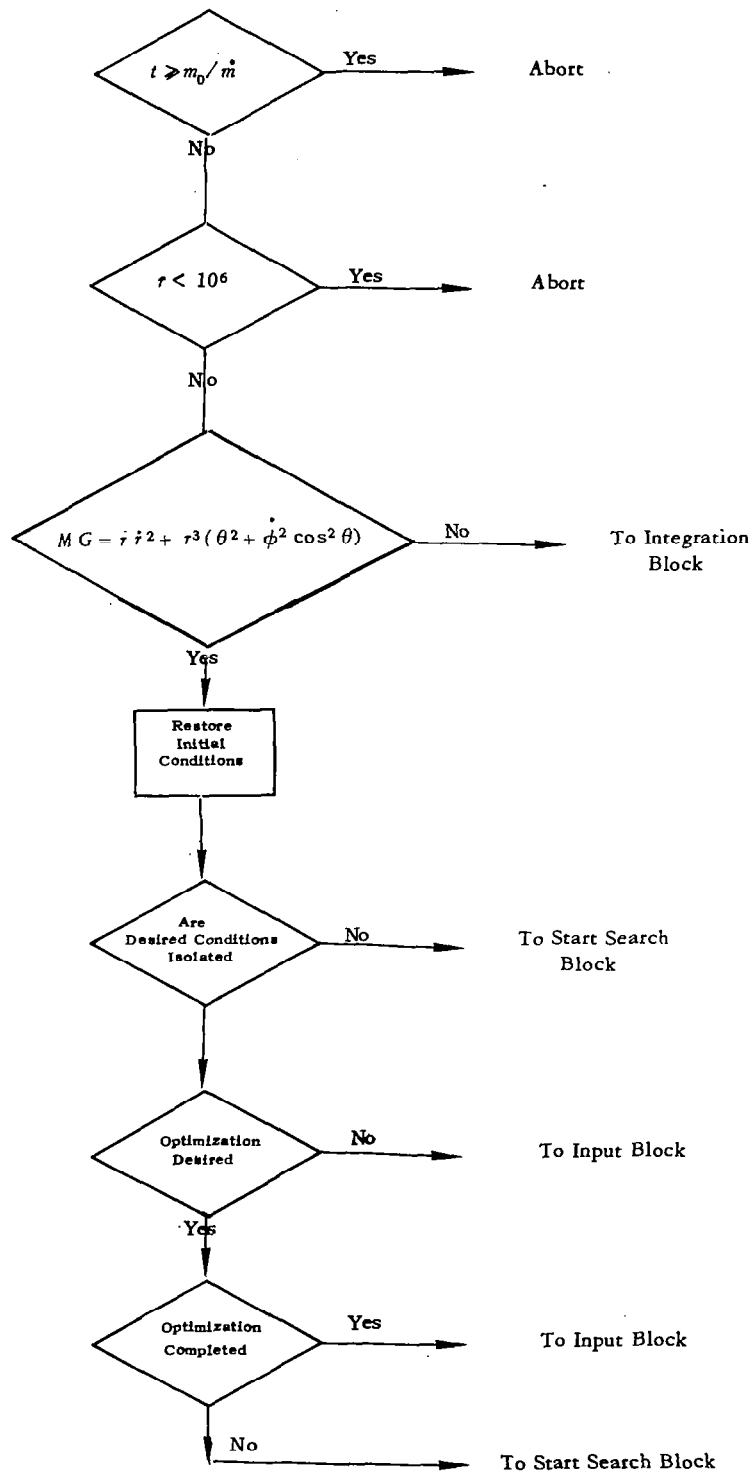 t ⩾ m₀/ṁ
Yes
Abort
No
r < 10⁶
Yes
Abort
No
M G = ṙ ṙ² + r³(θ² + φ̇² cos² θ)
No
To Integration
Block
Yes
Restore
Initial
Conditions
Are
Desired Conditions
Isolated
No
To Start Search
Block
Optimization
Desired
No
To Input Block
Yes
Optimization
Completed
Yes
To Input Block
No
To Start Search Block